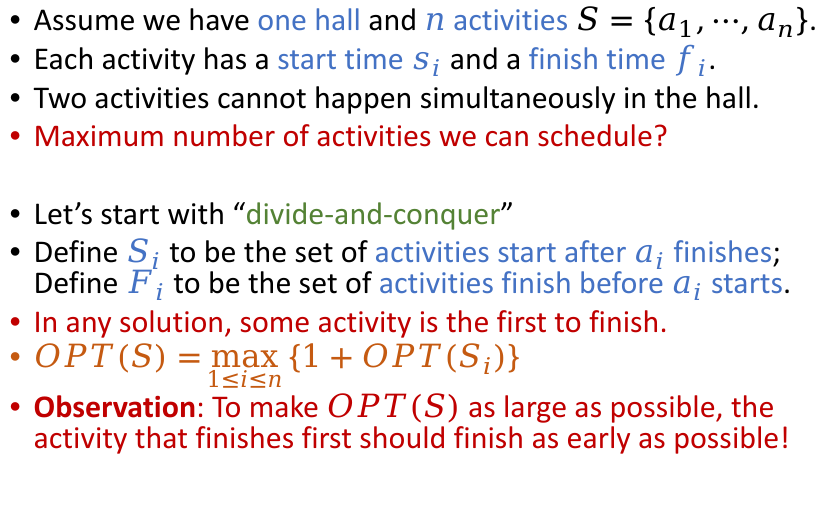 • Assume we have one hall and n activities S = {a₁, ⋯, aₙ}.
• Each activity has a start time sᵢ and a finish time fᵢ.
• Two activities cannot happen simultaneously in the hall.
• Maximum number of activities we can schedule?
• Let’s start with “divide-and-conquer”
• Define Sᵢ to be the set of activities start after aᵢ finishes;
Define Fᵢ to be the set of activities finish before aᵢ starts.
• In any solution, some activity is the first to finish.
• OPT(S) = max {1 + OPT(Sᵢ)}
1≤i≤n
• Observation: To make OPT(S) as large as possible, the
activity that finishes first should finish as early as possible!